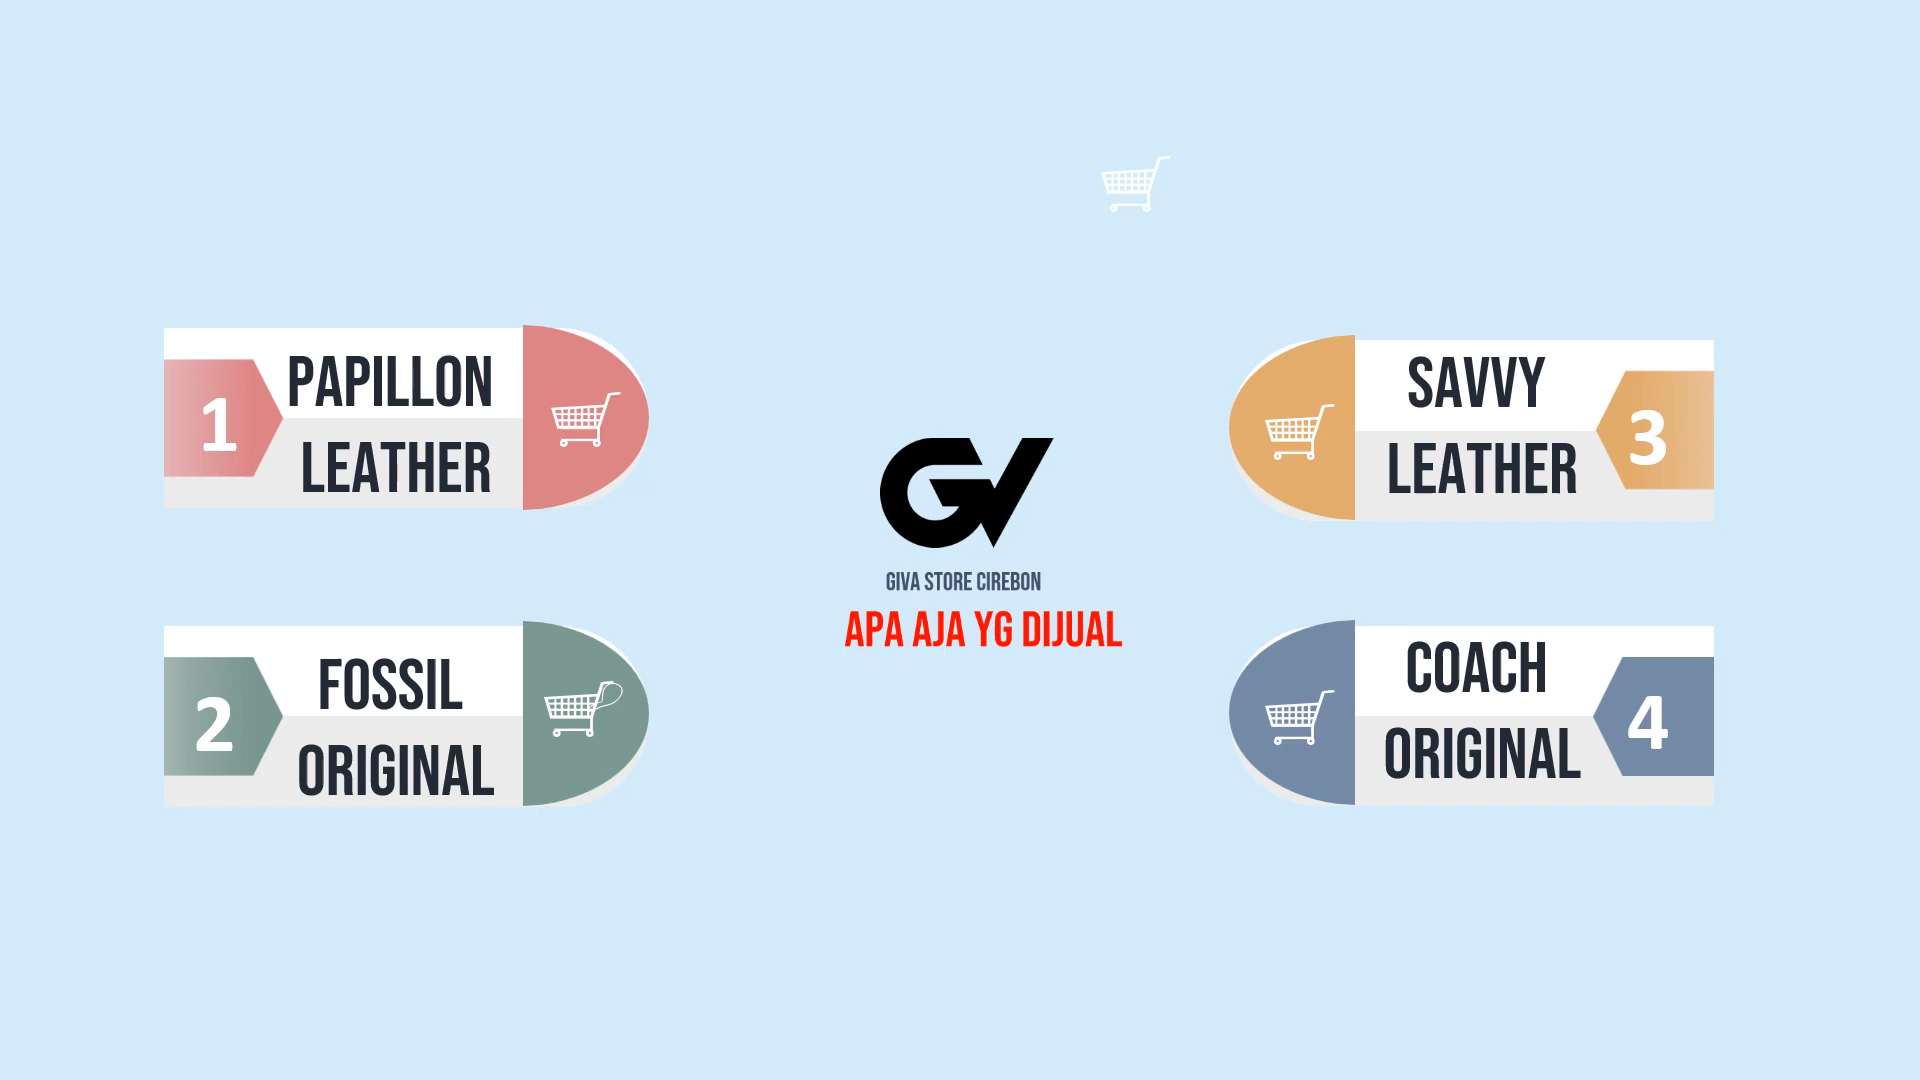 1
PAPILLON
LEATHER
2
FOSSIL
ORIGINAL
GV
GIVA STORE CIREBON
APA AJA YG DIJUAL
SAVVY
LEATHER
3
COACH
ORIGINAL
4